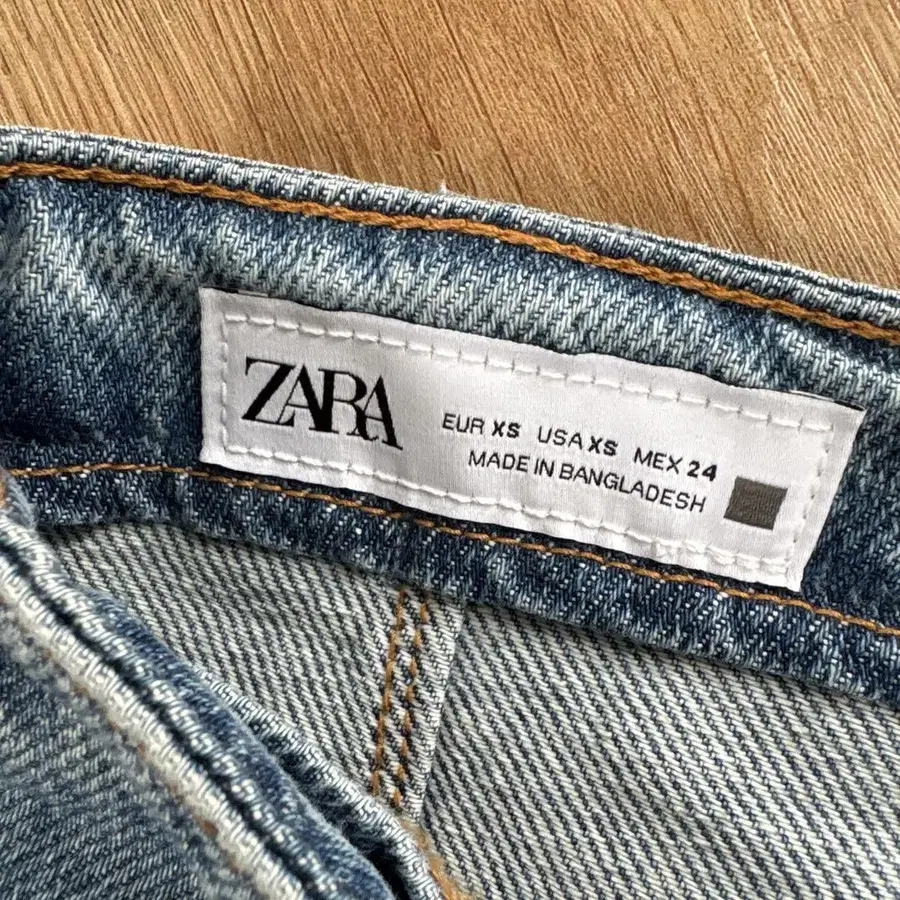 ZARA
EUR XS USA XS MEX 24
MADE IN BANGLADESH